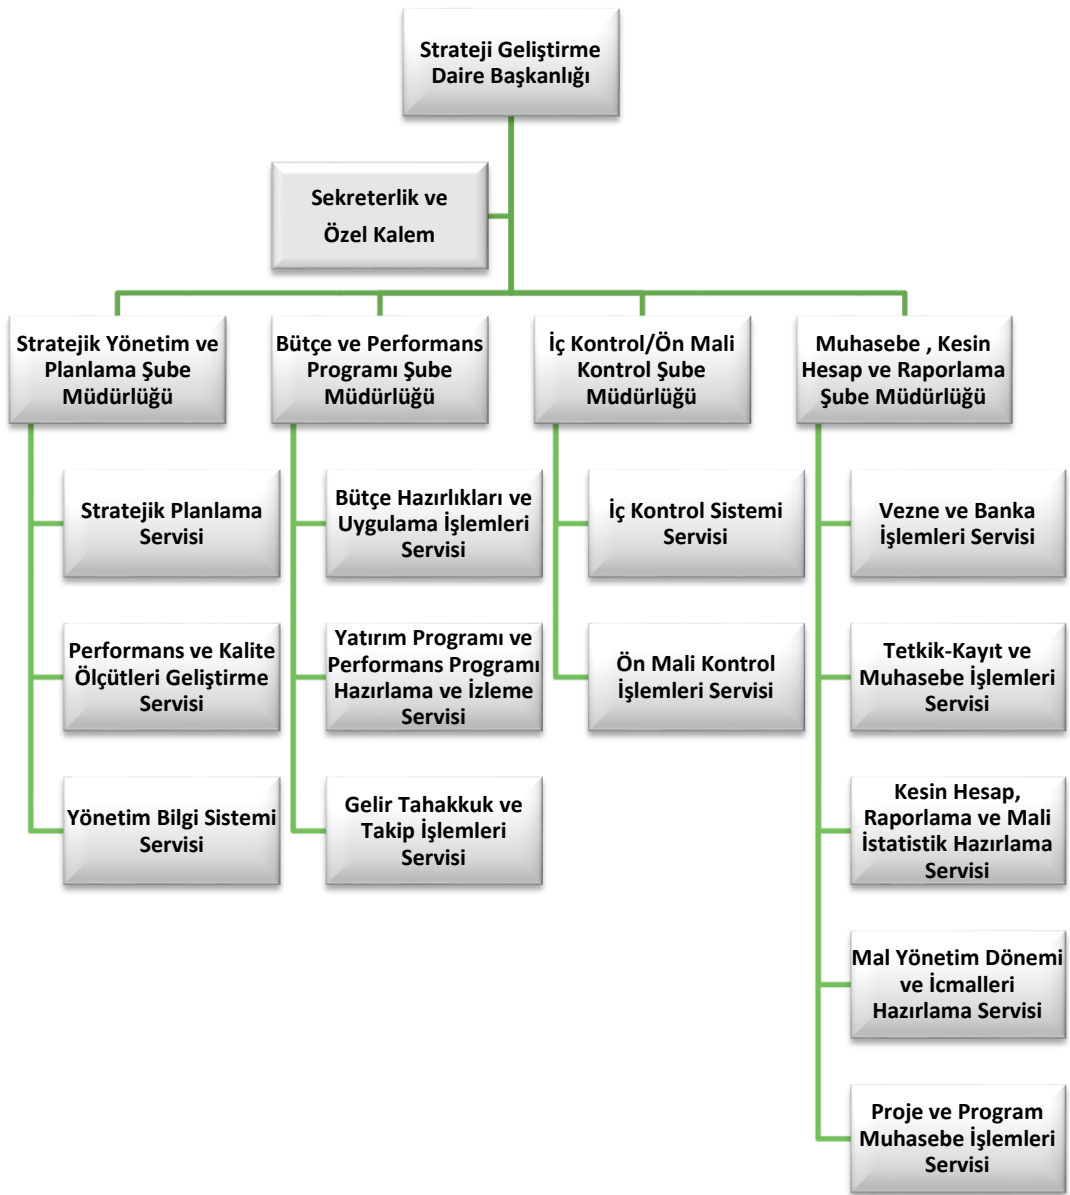 Strateji Geliştirme
Daire Başkanlığı
Sekreterlik ve
Özel Kalem
Stratejik Yönetim ve
Planlama Şube
Müdürlüğü
Stratejik Planlama
Servisi
Performans ve Kalite
Ölçütleri Geliştirme
Servisi
Yönetim Bilgi Sistemi
Servisi
Bütçe ve Performans
Programı Şube
Müdürlüğü
Bütçe Hazırlıkları ve
Uygulama İşlemleri
Servisi
Yatırım Programı ve
Performans Programı
Hazırlama ve İzleme
Servisi
Gelir Tahakkuk ve
Takip İşlemleri
Servisi
İç Kontrol/Ön Mali
Kontrol Şube
Müdürlüğü
İç Kontrol Sistemi
Servisi
Ön Mali Kontrol
İşlemleri Servisi
Muhasebe , Kesin
Hesap ve Raporlama
Şube Müdürlüğü
Vezne ve Banka
İşlemleri Servisi
Tetkik-Kayıt ve
Muhasebe İşlemleri
Servisi
Kesin Hesap,
Raporlama ve Mali
İstatistik Hazırlama
Servisi
Mal Yönetim Dönemi
ve İcmalleri
Hazırlama Servisi
Proje ve Program
Muhasebe İşlemleri
Servisi